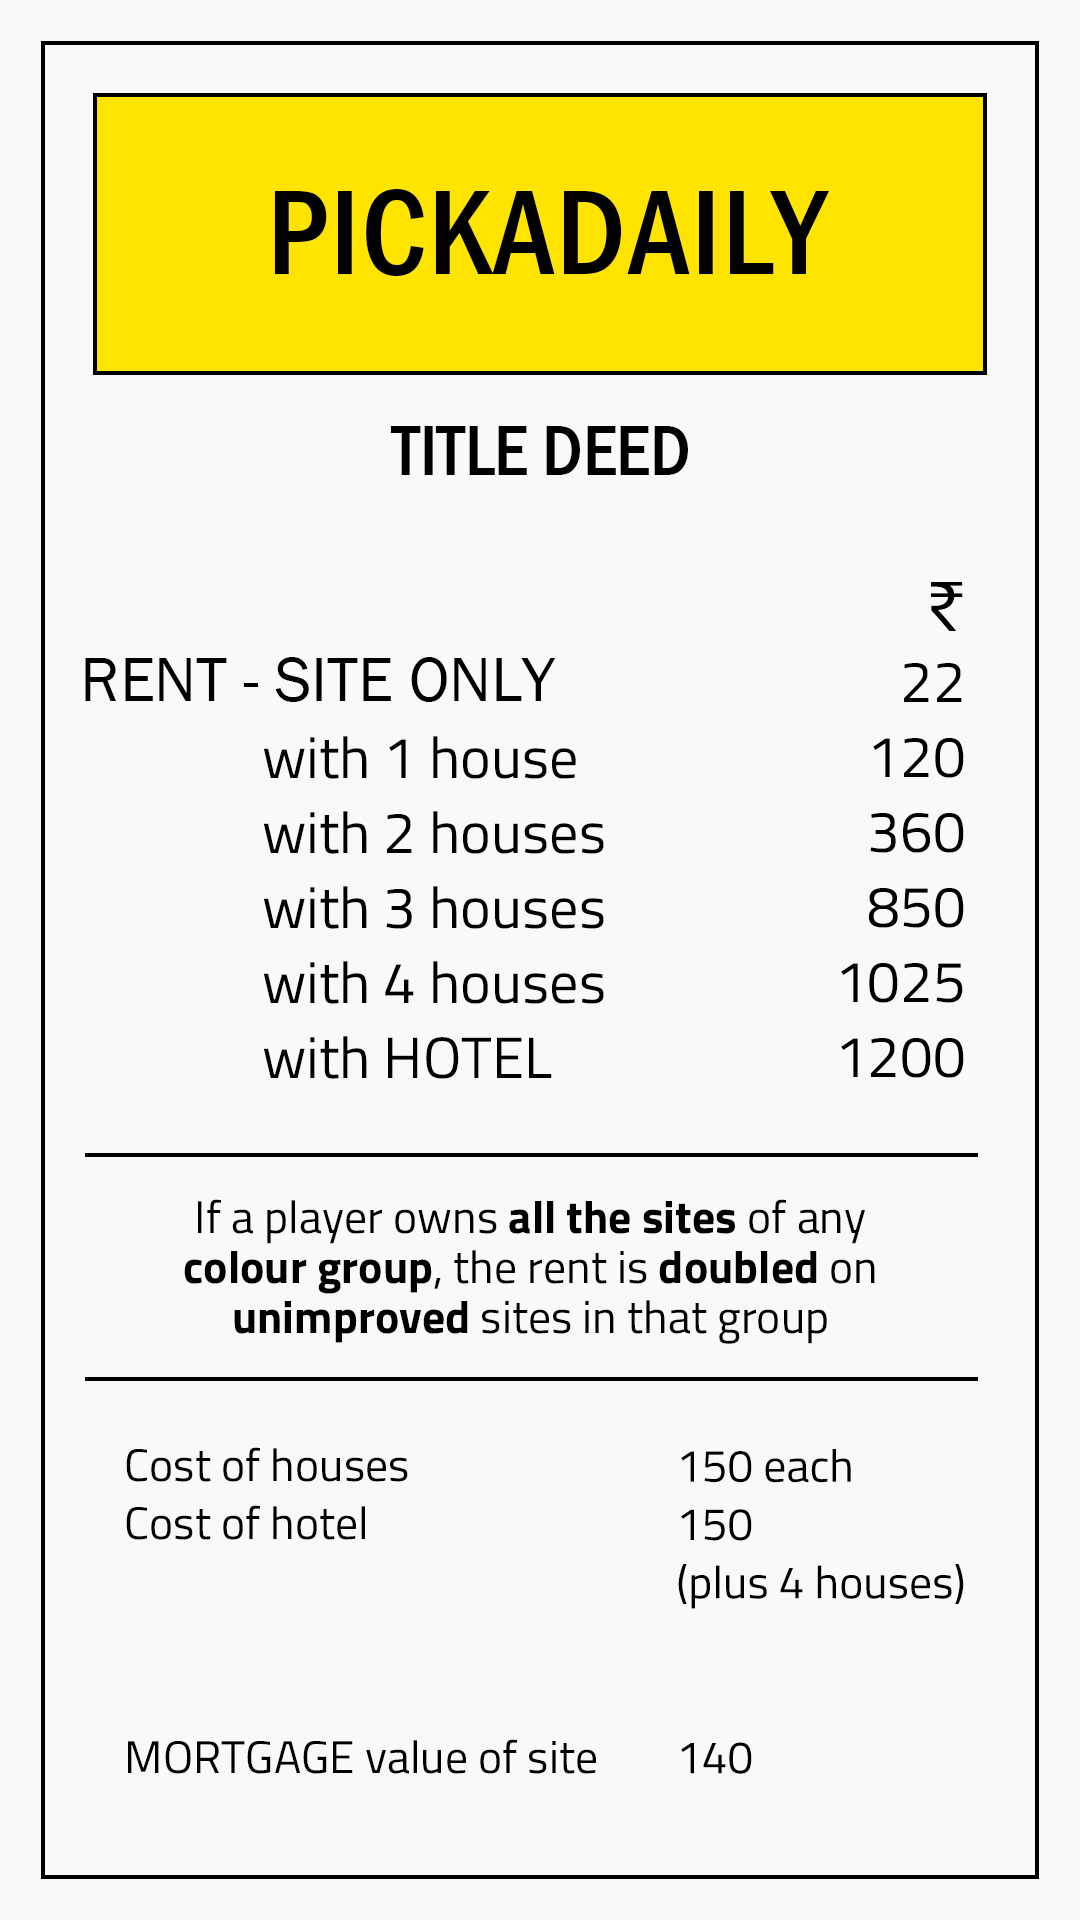 PICKADAILY
TITLE DEED
₹
RENT - SITE ONLY 22
with 1 house 120
with 2 houses 360
with 3 houses 850
with 4 houses 1025
with HOTEL 1200
If a player owns all the sites of any
colour group, the rent is doubled on
unimproved sites in that group
Cost of houses 150 each
Cost of hotel 150
(plus 4 houses)
MORTGAGE value of site 140